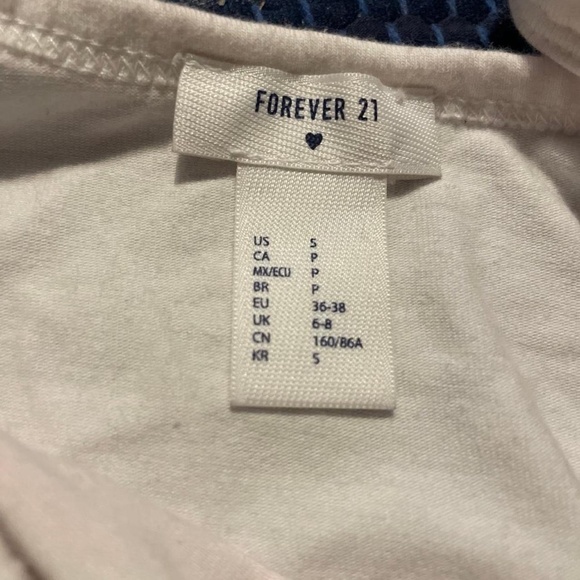 FOREVER 21
US S
CA P
MX/ECU P
BR P
EU 36-38
UK 6-8
CN 160/86A
KR S